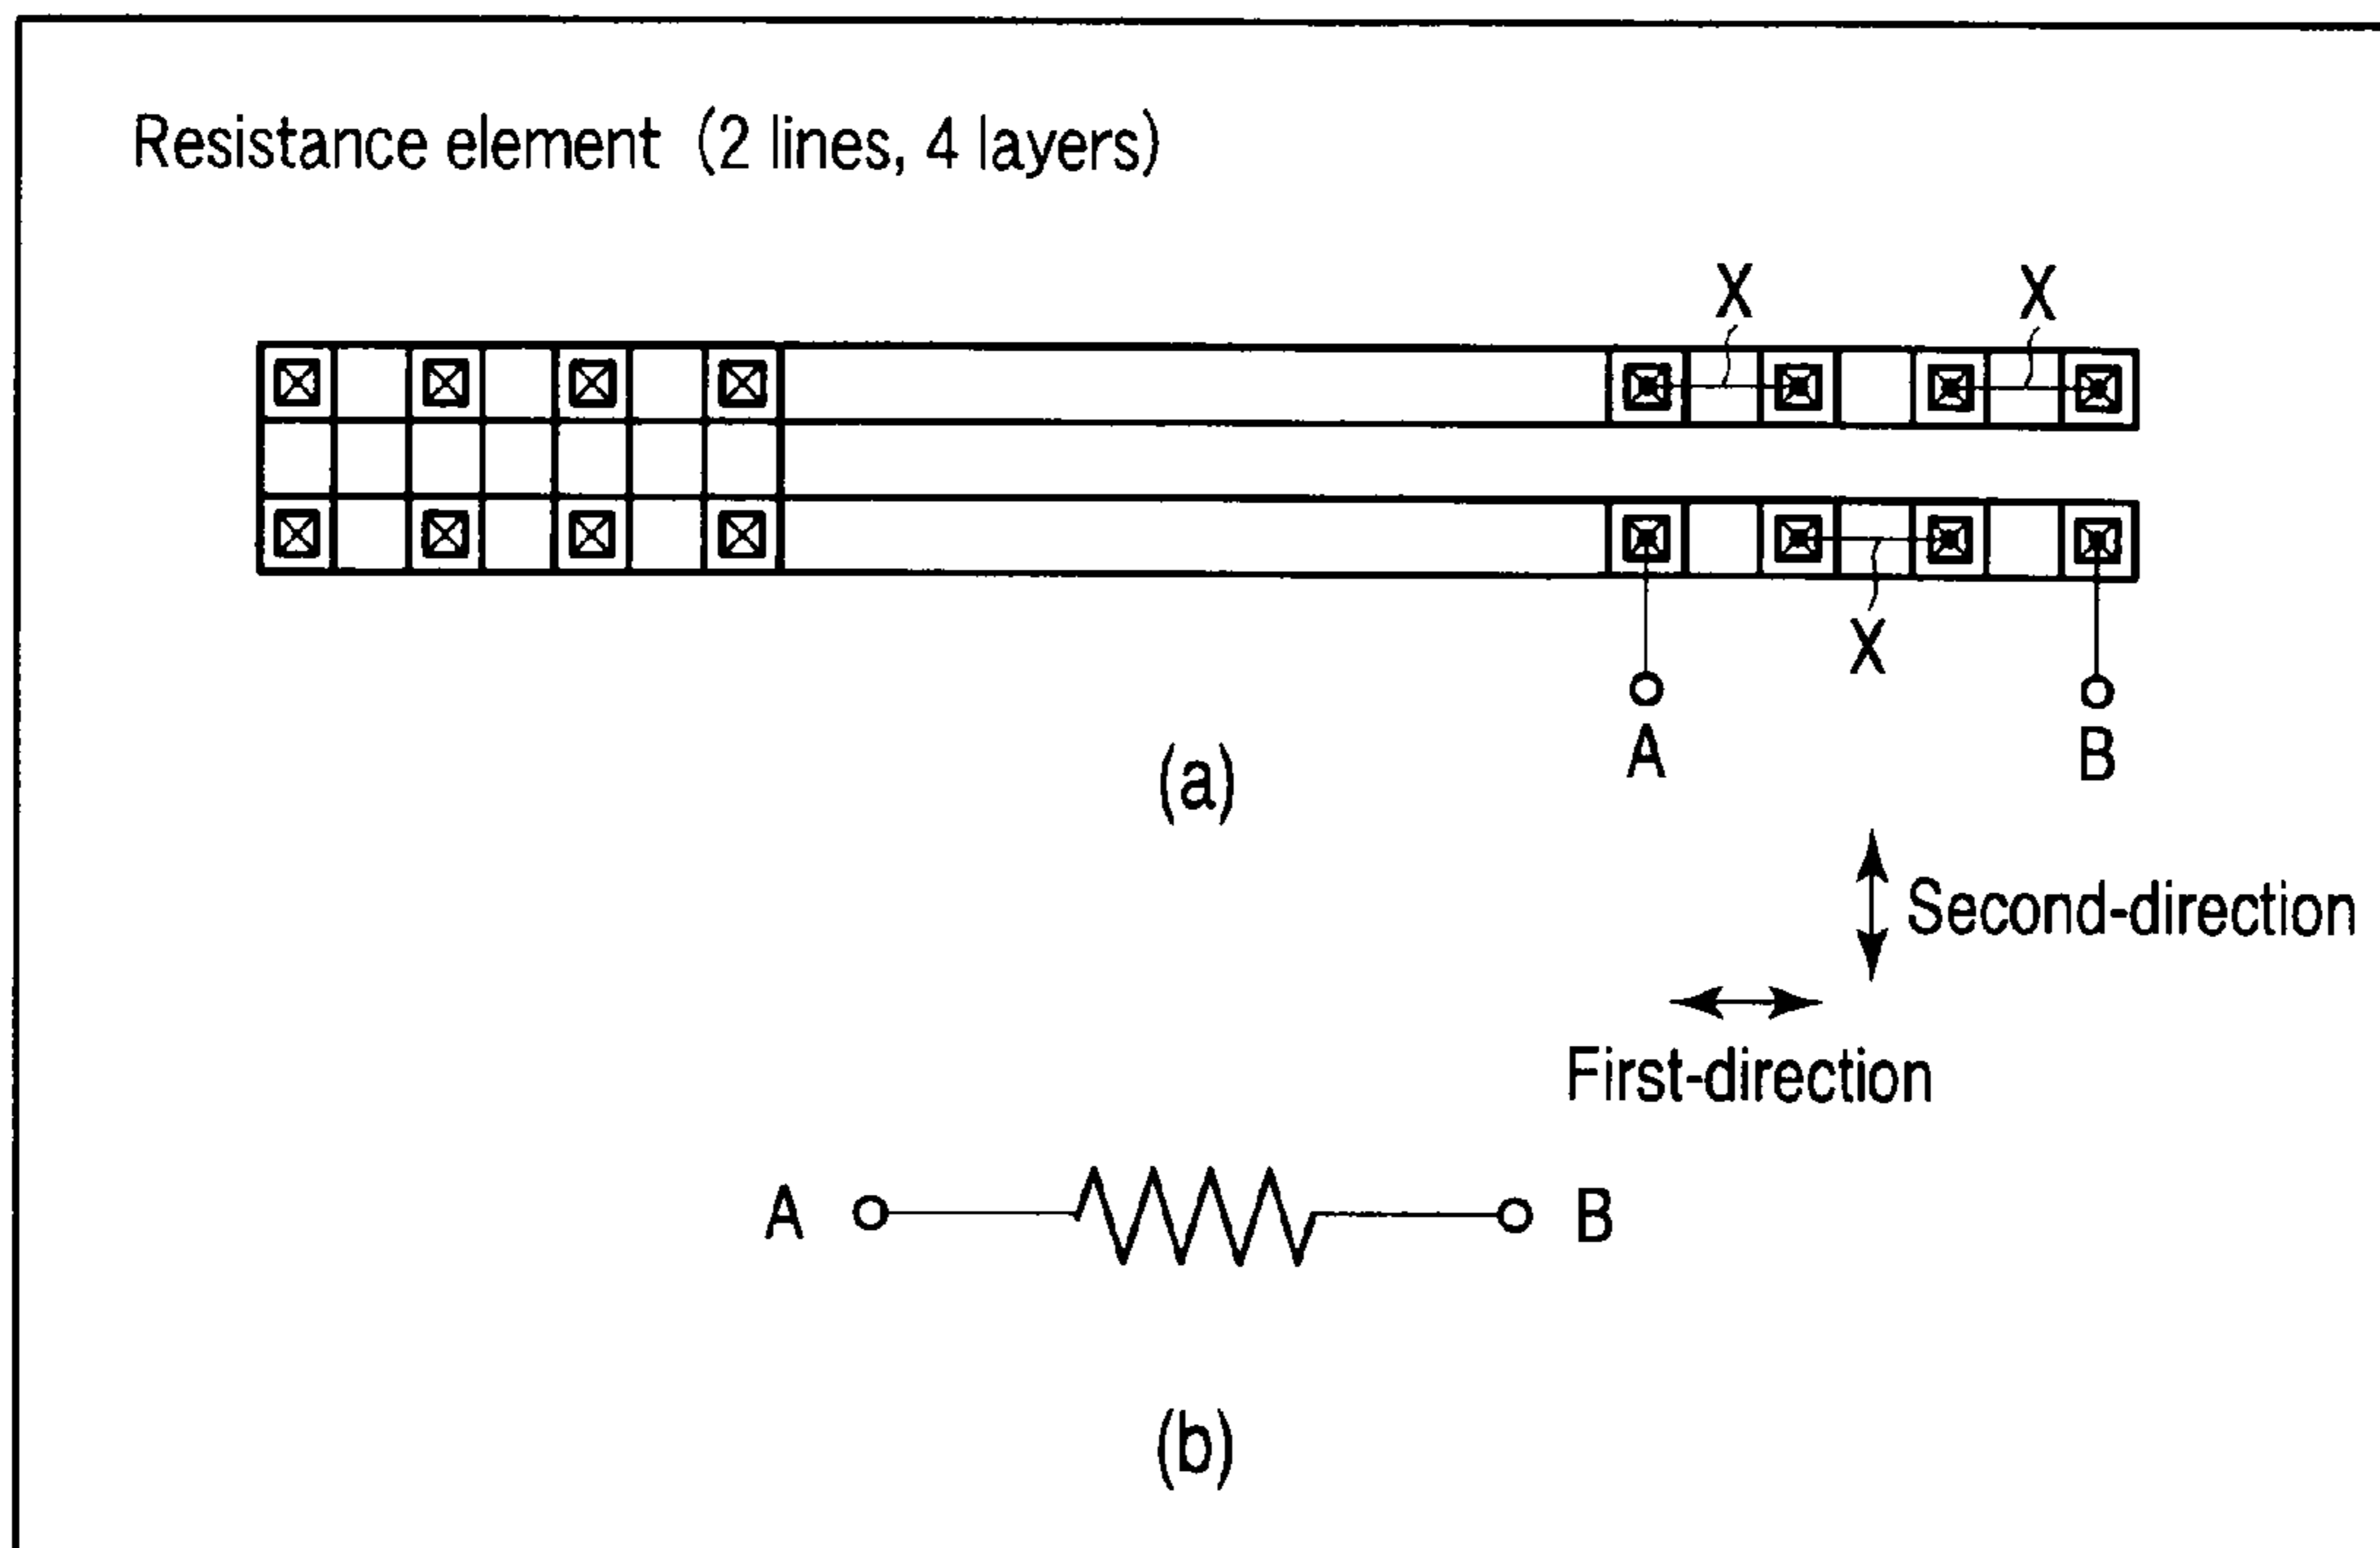 Resistance element (2 lines, 4 layers)
X X
X
A B
(a)
Second-direction
First-direction
A B
(b)